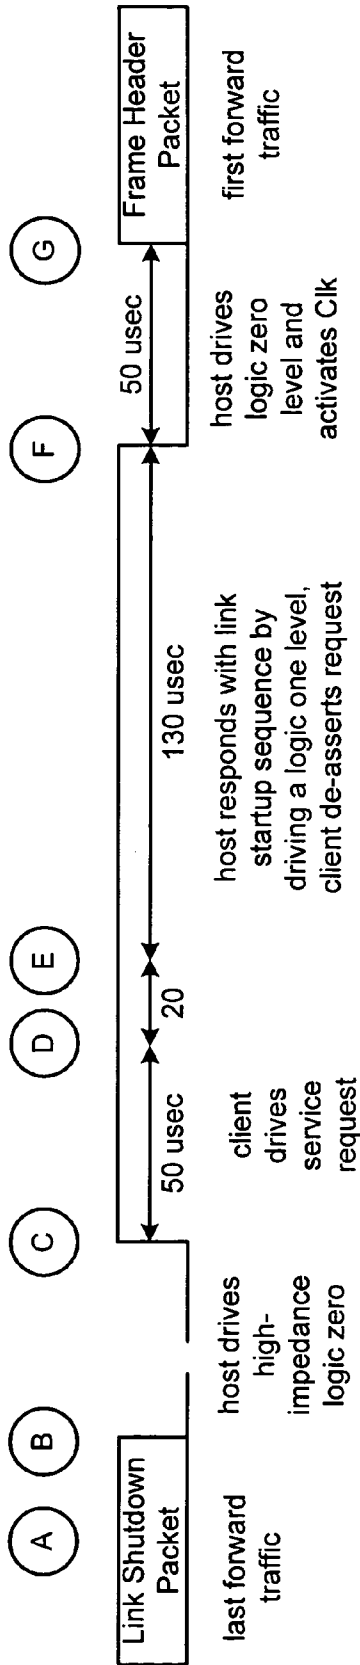 A
B
C
D
E
F
G
Link Shutdown
Packet
50 usec
20
130 usec
50 usec
Frame Header
Packet
last forward
traffic
host drives
high-
impedance
logic zero
client
drives
service
request
host responds with link
startup sequence by
driving a logic one level,
client de-asserts request
host drives
logic zero
level and
activates Clk
first forward
traffic